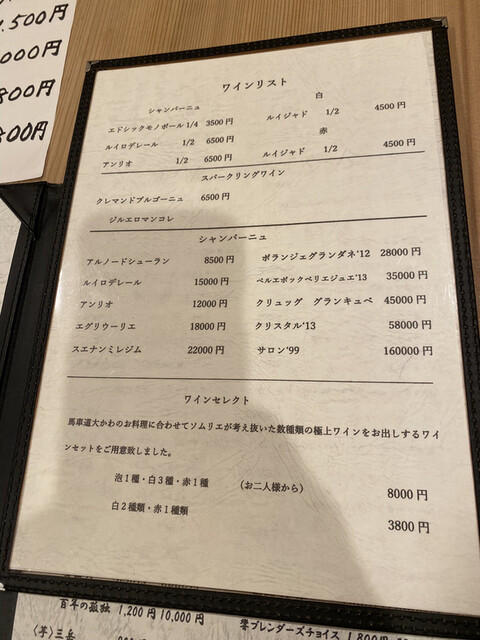 500円
000円
800円
800円
ワインリスト
シャンパーニュ
エドシックモノポール1/4 3500円
ルイロデレール 1/2 6500円
アンリオ 1/2 6500円
白
ルイジャド 1/2 4500円
赤
ルイジャド 1/2 4500円
スパークリングワイン
クレマンドブルゴーニュ 6500円
ジルエロマンコレ
シャンパーニュ
アルノードシューラン 8500円
ルイロデレール 15000円
アンリオ 12000円
エグリウーリエ 18000円
スエナンミレジム 22000円
ボランジェグランダネ'12 28000円
ベルエポックペリエジュエ'13 35000円
クリュッグ グランキュベ 45000円
クリスタル'13 58000円
サロン'99 160000円
ワインセレクト
馬車道大かわのお料理に合わせてソムリエが考え抜いた数種類の極上ワインをお出しするワイ
ンセットをご用意致しました。
泡1種・白3種・赤1種 (お二人様から) 8000円
白2種類・赤1種類 3800円
百年の孤独 1,200円 10,000円
(芋)三岳
響ブレンダーズチョイス 1,800円